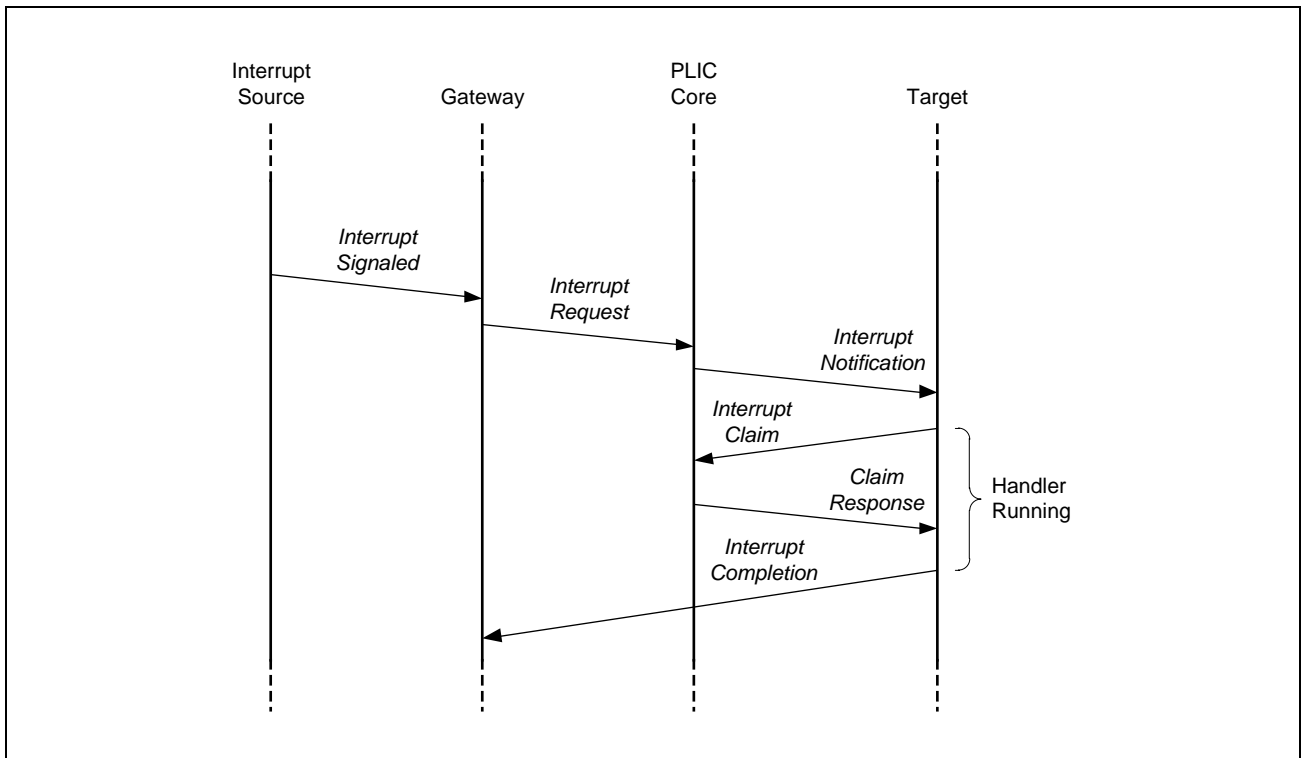 Interrupt
Source
Gateway
PLIC
Core
Target
Interrupt
Signaled
Interrupt
Request
Interrupt
Notification
Interrupt
Claim
Claim
Response
Handler
Running
Interrupt
Completion